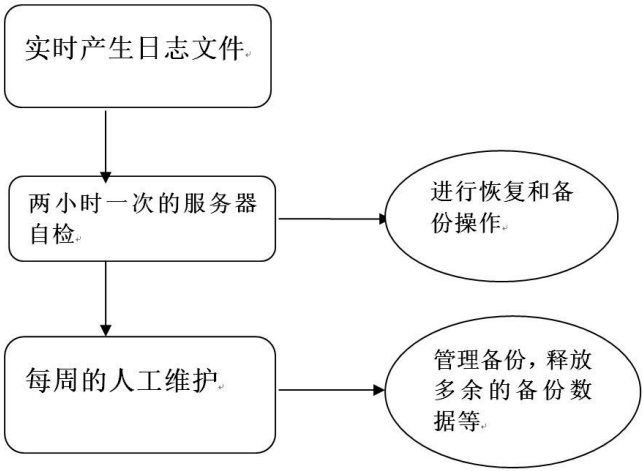 实时产生日志文件
两小时一次的服务器
自检
进行恢复和备
份操作
每周的人工维护
管理备份，释放
多余的备份数
据等